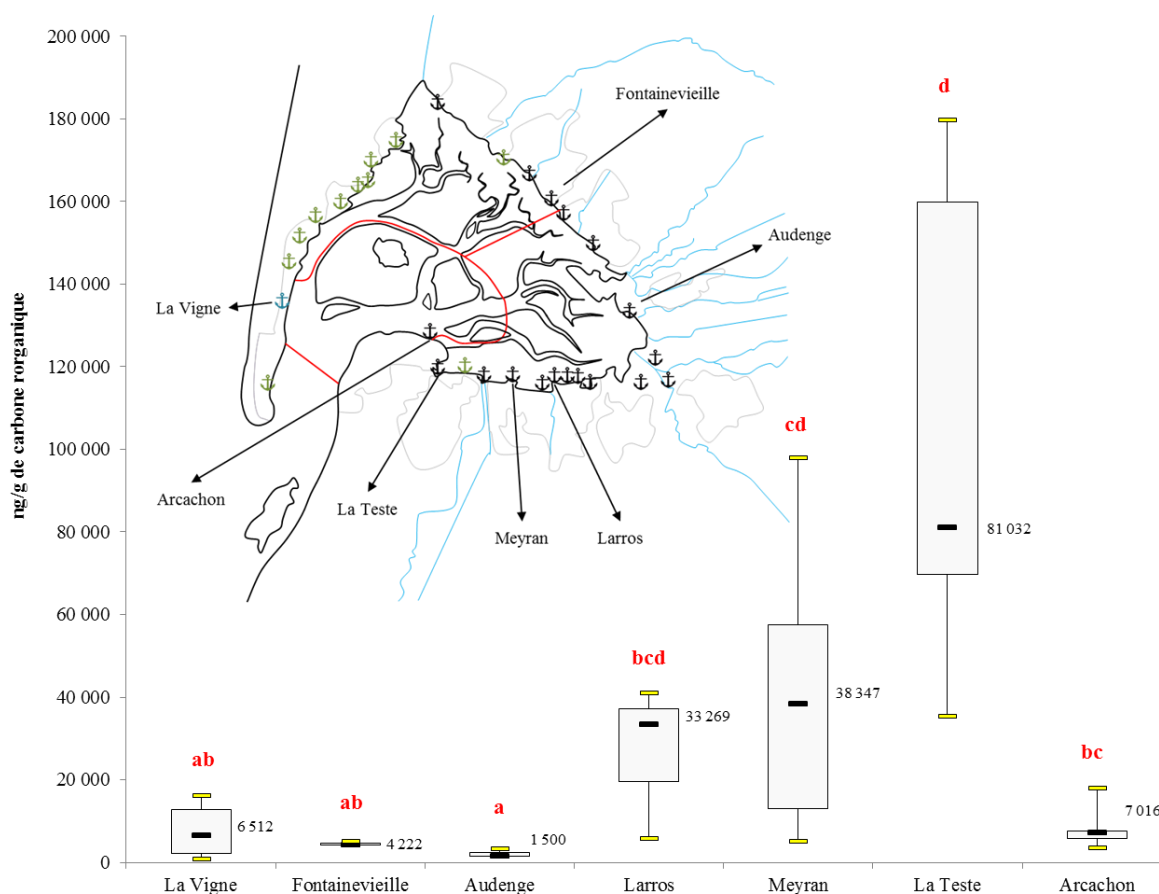 ng/g de carbone rorganique
200 000
180 000
160 000
140 000
120 000
100 000
80 000
60 000
40 000
20 000
0
Fontainevieille
Audenge
La Vigne
Arcachon
La Teste
Meyran
Larros
ab
6 512
ab
4 222
a
1 500
bcd
33 269
cd
38 347
d
81 032
bc
7 016
La Vigne
Fontainevieille
Audenge
Larros
Meyran
La Teste
Arcachon